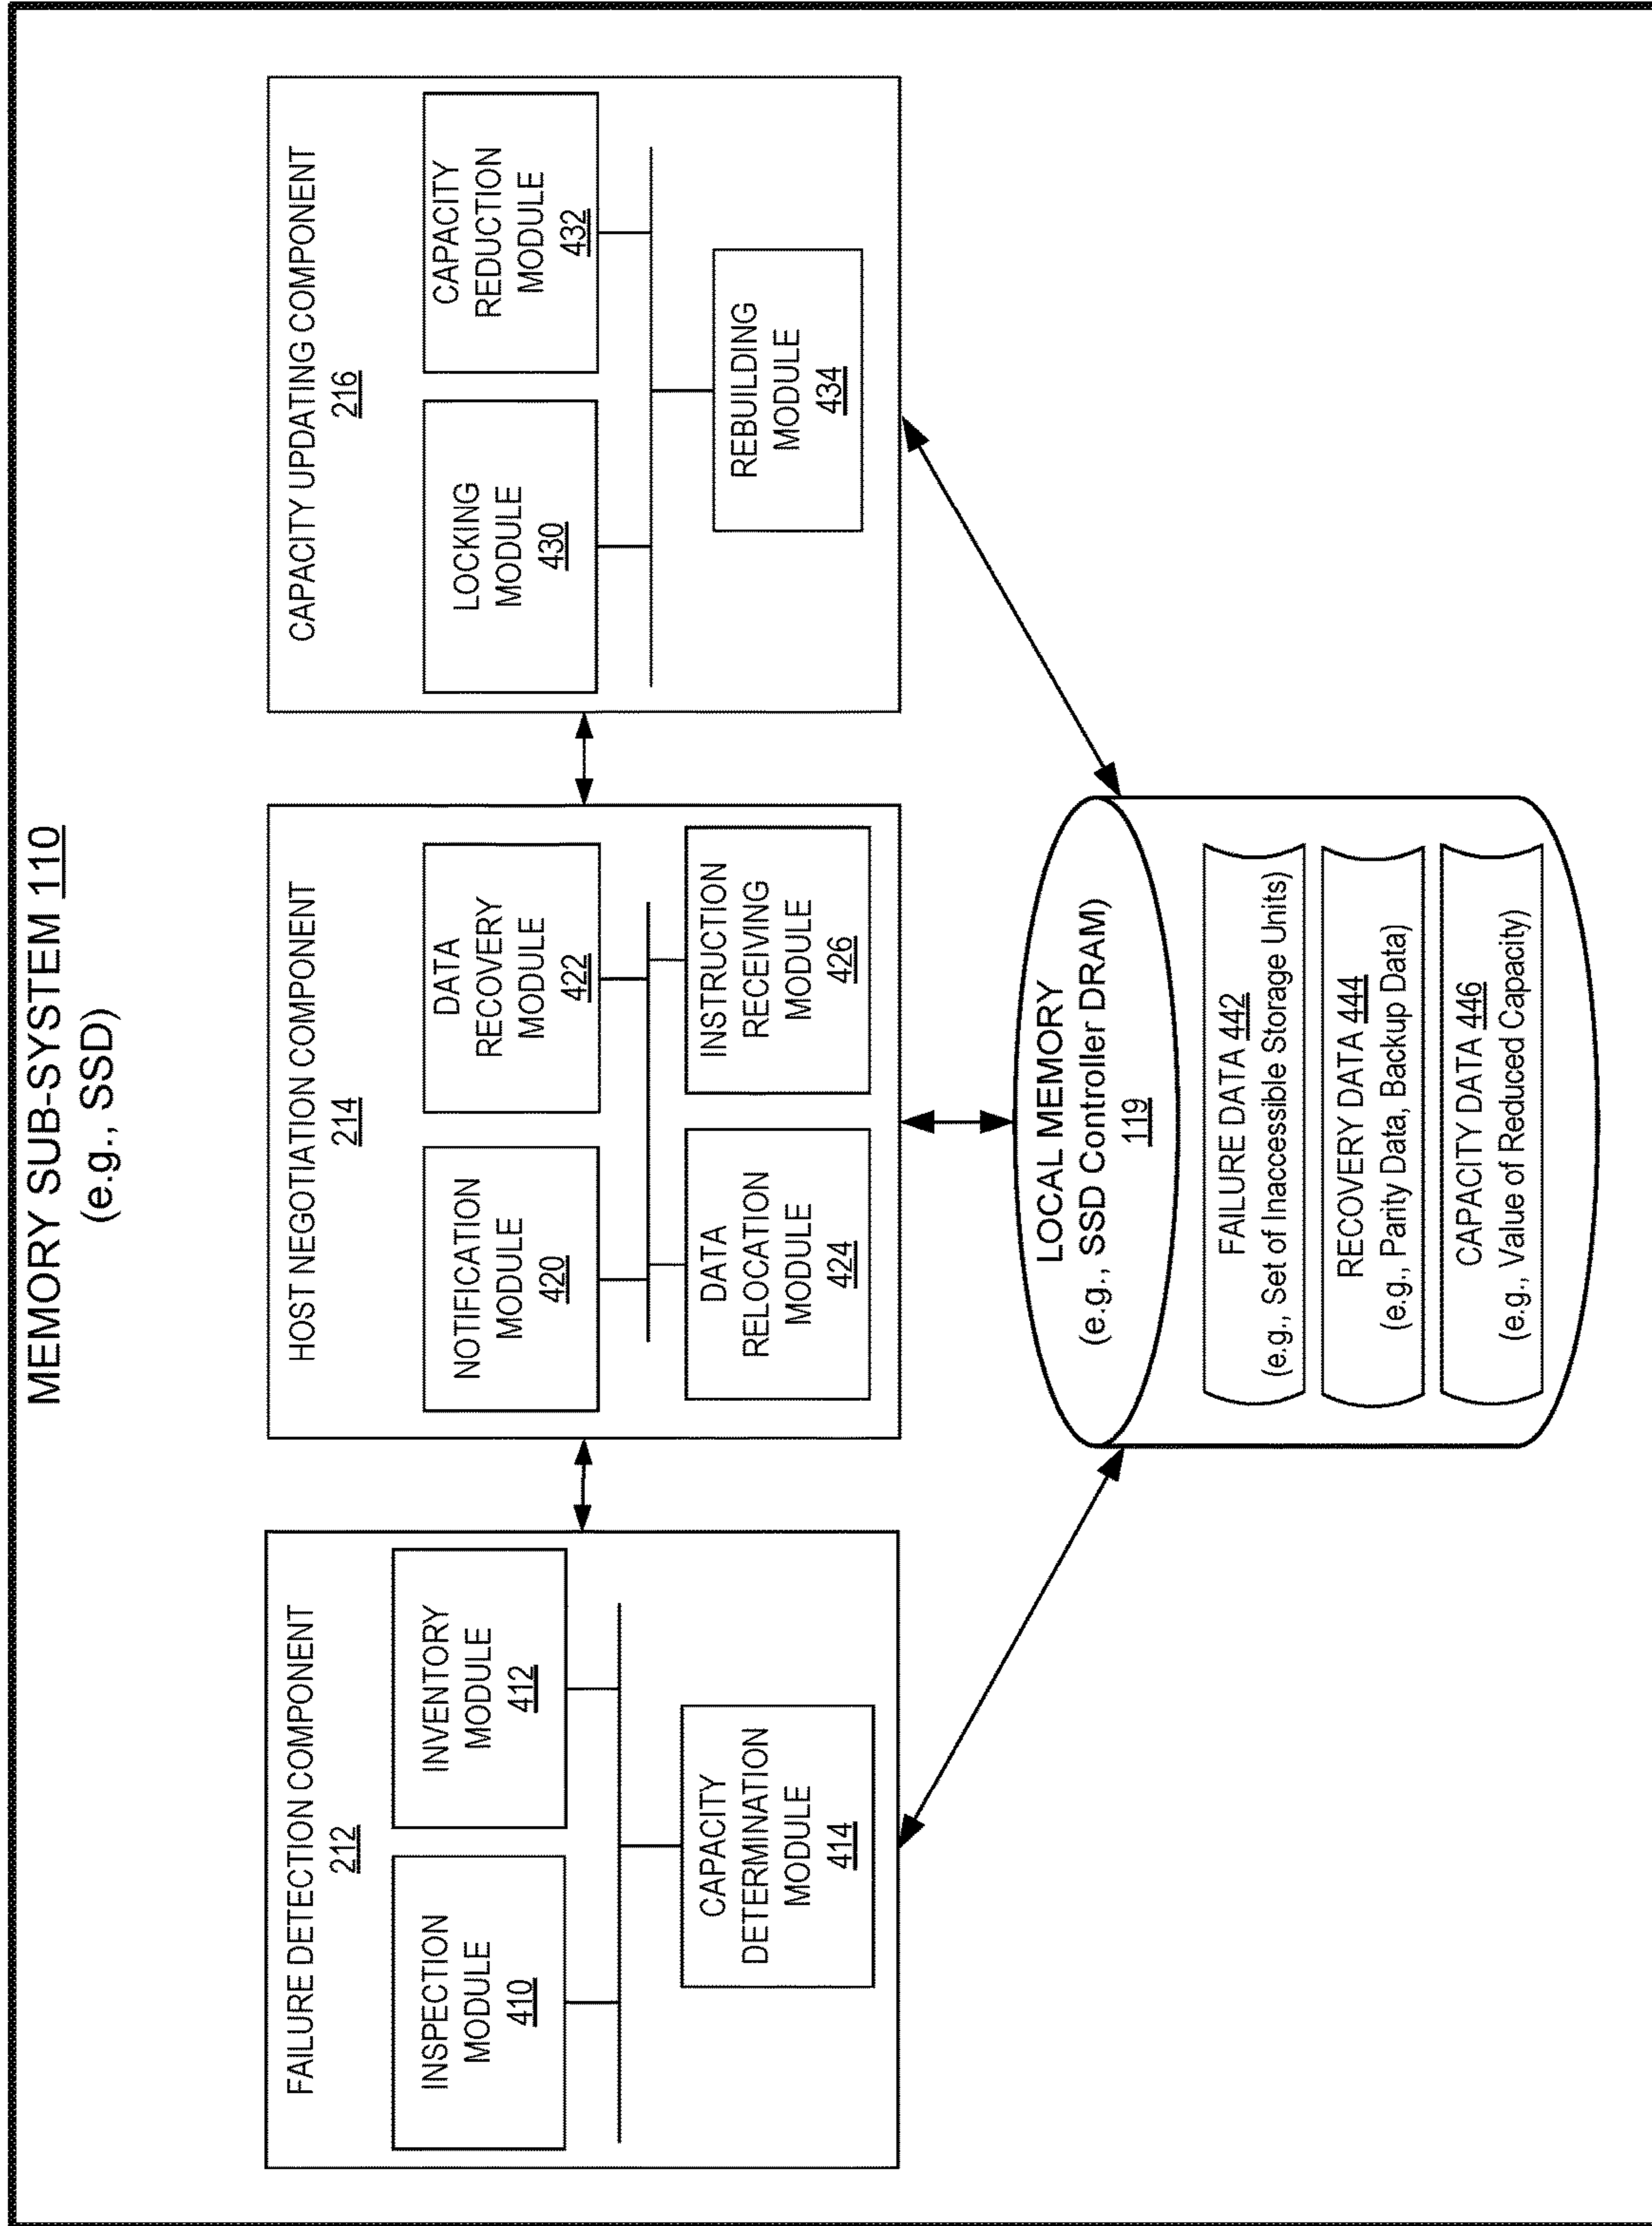 MEMORY SUB-SYSTEM 110
(e.g., SSD)
FAILURE DETECTION COMPONENT
212
INSPECTION
MODULE
410
INVENTORY
MODULE
412
CAPACITY
DETERMINATION
MODULE
414
HOST NEGOTIATION COMPONENT
214
NOTIFICATION
MODULE
420
DATA
RECOVERY
MODULE
422
DATA
RELOCATION
MODULE
424
INSTRUCTION
RECEIVING
MODULE
426
CAPACITY UPDATING COMPONENT
216
LOCKING
MODULE
430
CAPACITY
REDUCTION
MODULE
432
REBUILDING
MODULE
434
LOCAL MEMORY
(e.g., SSD Controller DRAM)
119
FAILURE DATA 442
(e.g., Set of Inaccessible Storage Units)
RECOVERY DATA 444
(e.g., Parity Data, Backup Data)
CAPACITY DATA 446
(e.g., Value of Reduced Capacity)